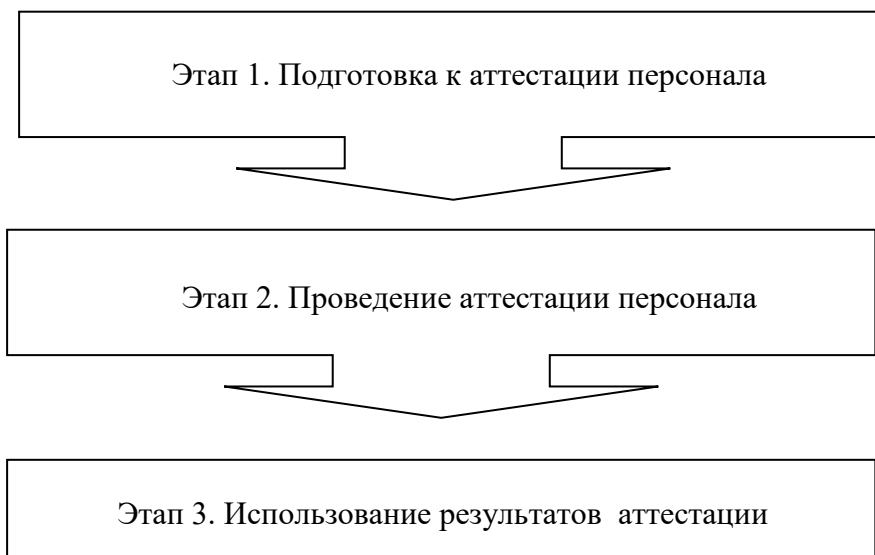 Этап 1. Подготовка к аттестации персонала
Этап 2. Проведение аттестации персонала
Этап 3. Использование результатов аттестации